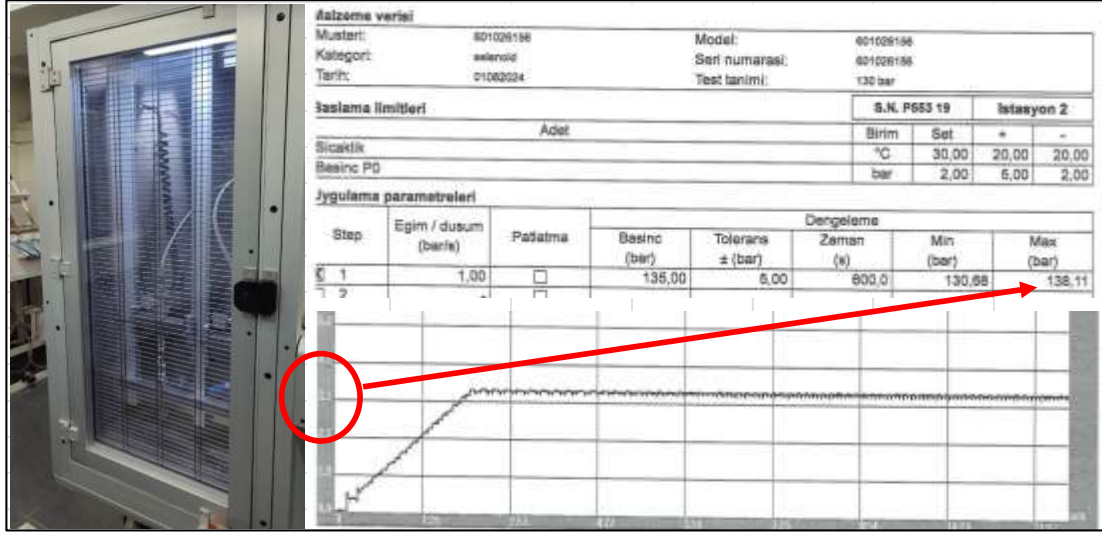 Malzeme verisi
Musteri: 601026156 Model: 601026156
Kategori: selenoid Seri numarasi: 601026156
Tarih: 01082024 Test tanimi: 130 bar
Baslama limitleri S.N. P553 19 Istasyon 2
Adet Birim Set + -
Sicaklik °C 30,00 20,00 20,00
Basinc P0 bar 2,00 5,00 2,00
Uygulama parametreleri
Dengeleme
Step Egim / dusum Patlatma Basinc Tolerans Zaman Min Max
(bar/s) (bar) ± (bar) (s) (bar) (bar)
1 1,00 135,00 5,00 600,0 130,68 138,11
2